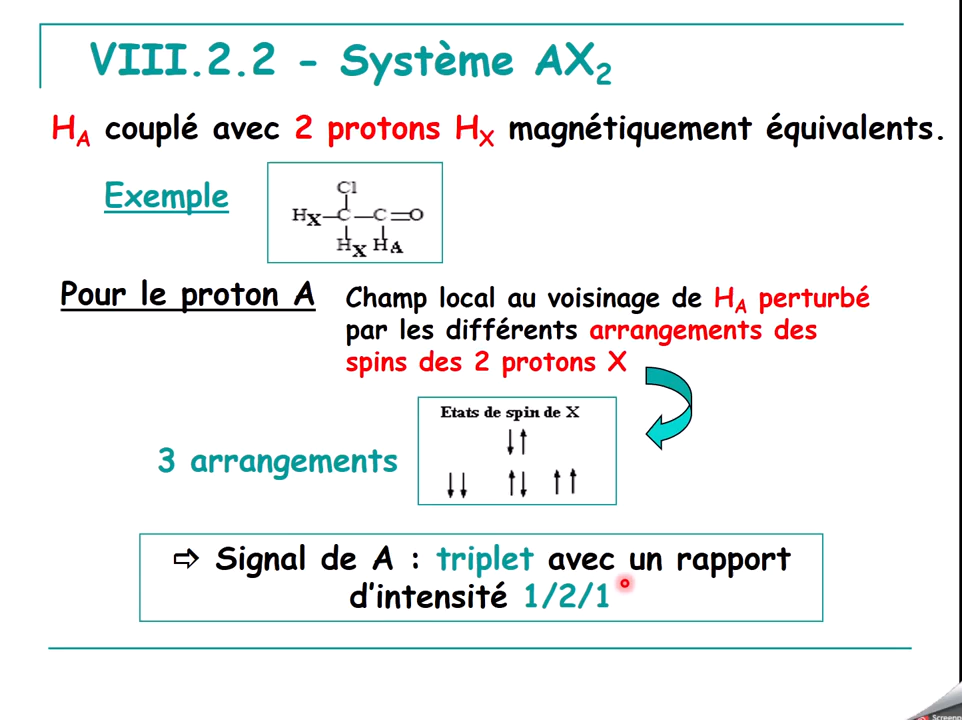 VIII.2.2 - Système AX2
HA couplé avec 2 protons HX magnétiquement équivalents.
Exemple
Cl
HX—C—C=O
HX HA
Pour le proton A
Champ local au voisinage de HA perturbé
par les différents arrangements des
spins des 2 protons X
Etats de spin de X
↓↑
3 arrangements
↓↓ ↑↓ ↑↑
⇨ Signal de A : triplet avec un rapport
d’intensité 1/2/1